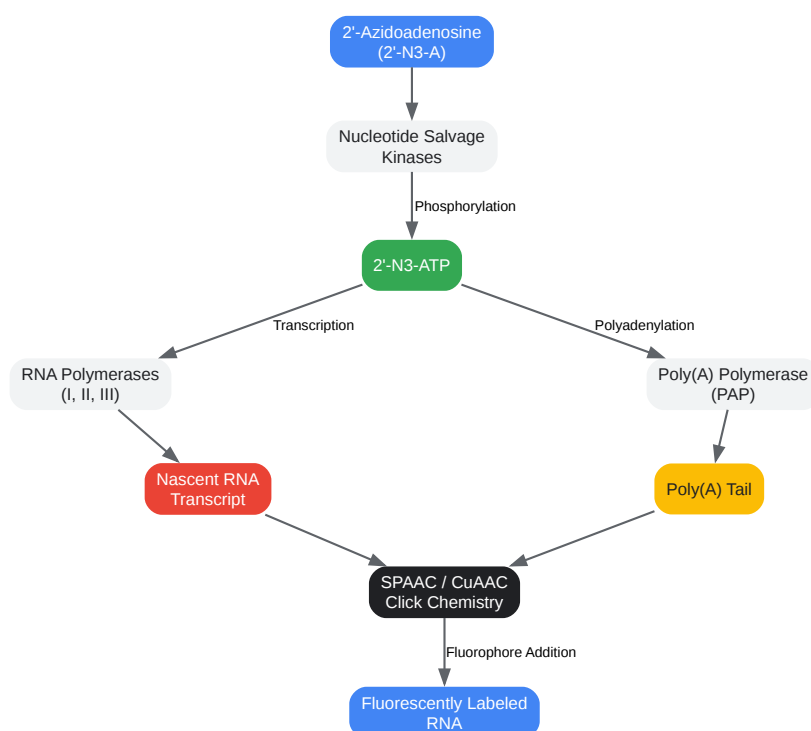 2'-Azidoadenosine
(2'-N3-A)
Nucleotide Salvage
Kinases
Phosphorylation
2'-N3-ATP
Transcription
Polyadenylation
RNA Polymerases
(I, II, III)
Poly(A) Polymerase
(PAP)
Nascent RNA
Transcript
Poly(A) Tail
SPAAC / CuAAC
Click Chemistry
Fluorophore Addition
Fluorescently Labeled
RNA